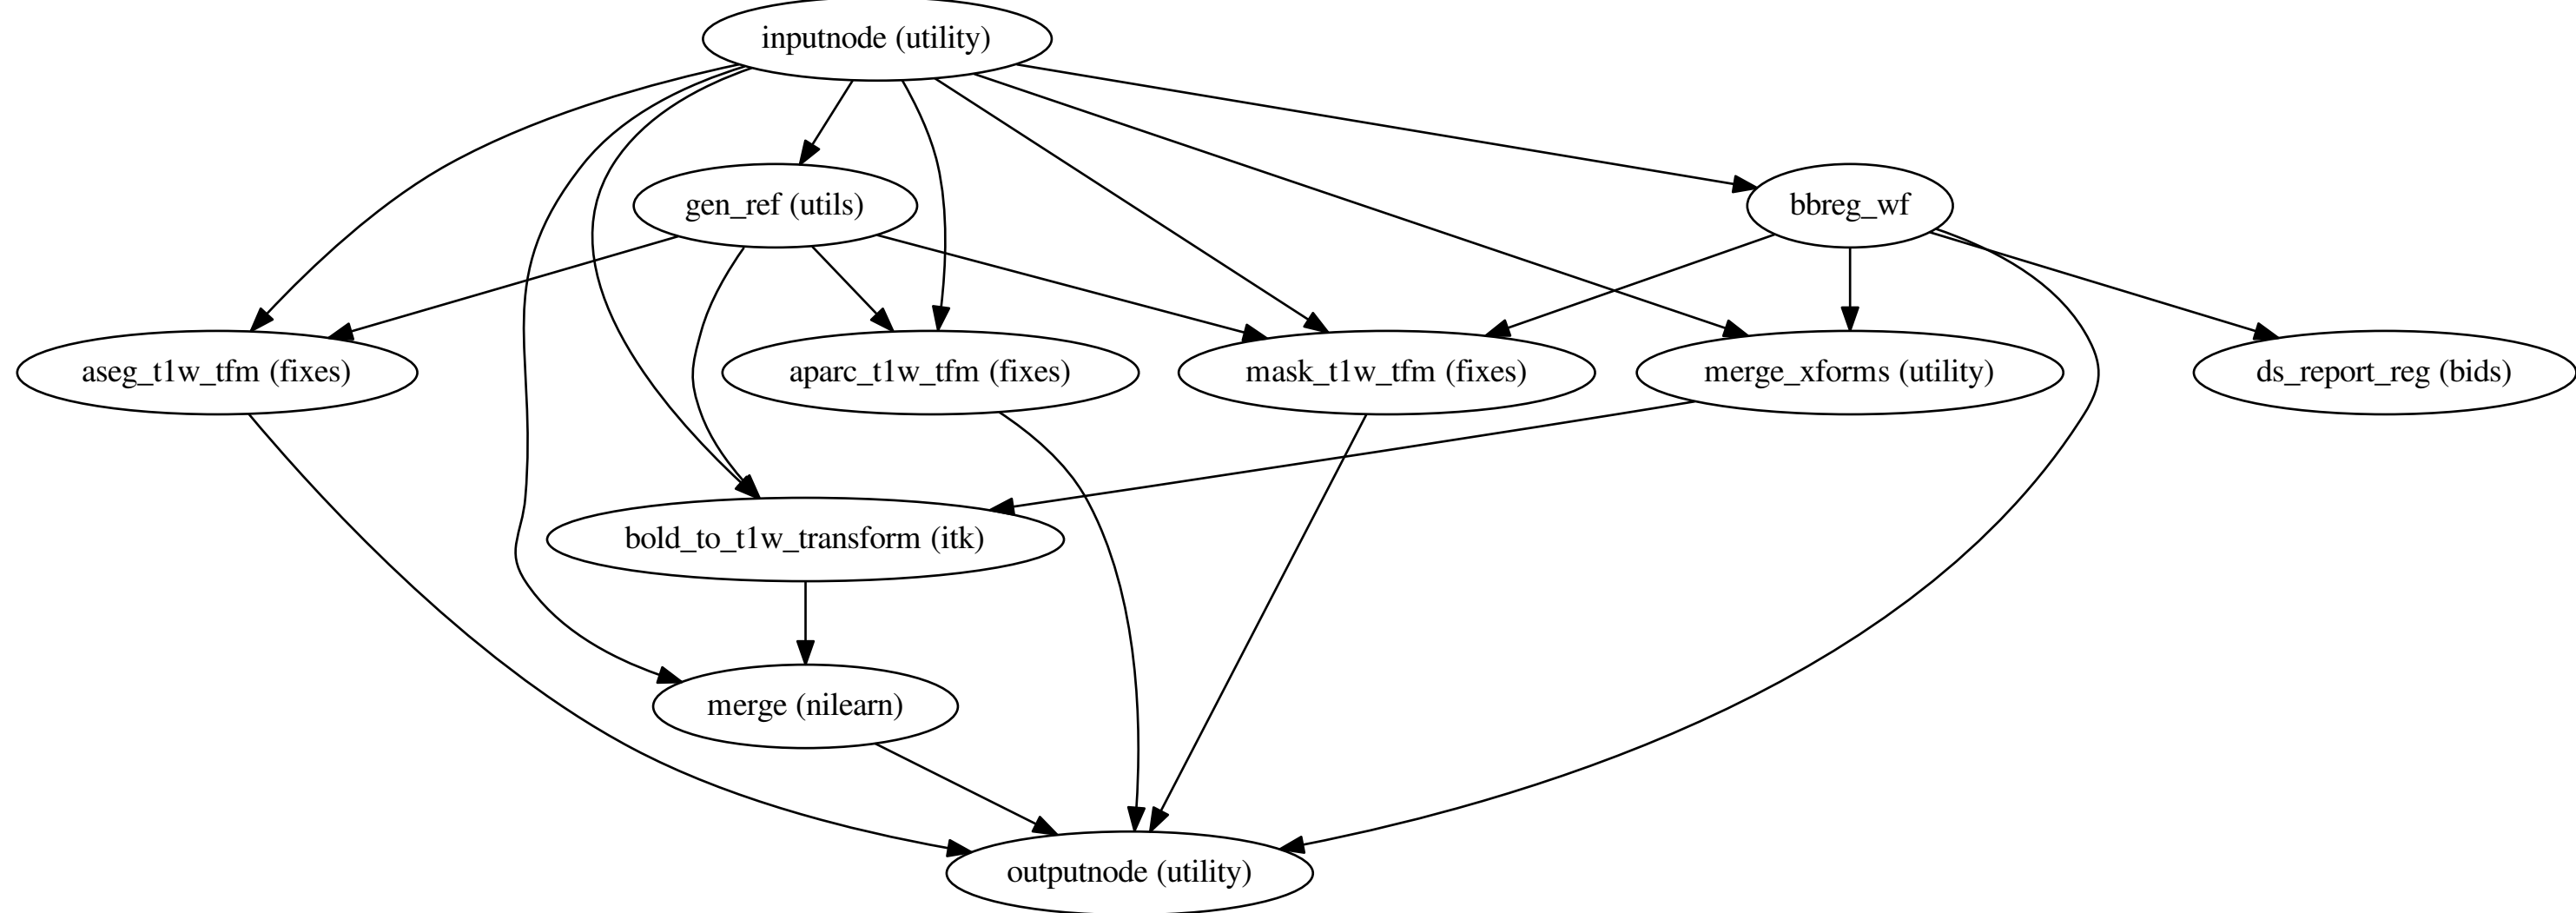 inputnode (utility)
gen_ref (utils)
bbreg_wf
aseg_t1w_tfm (fixes)
aparc_t1w_tfm (fixes)
mask_t1w_tfm (fixes)
merge_xforms (utility)
ds_report_reg (bids)
bold_to_t1w_transform (itk)
merge (nilearn)
outputnode (utility)